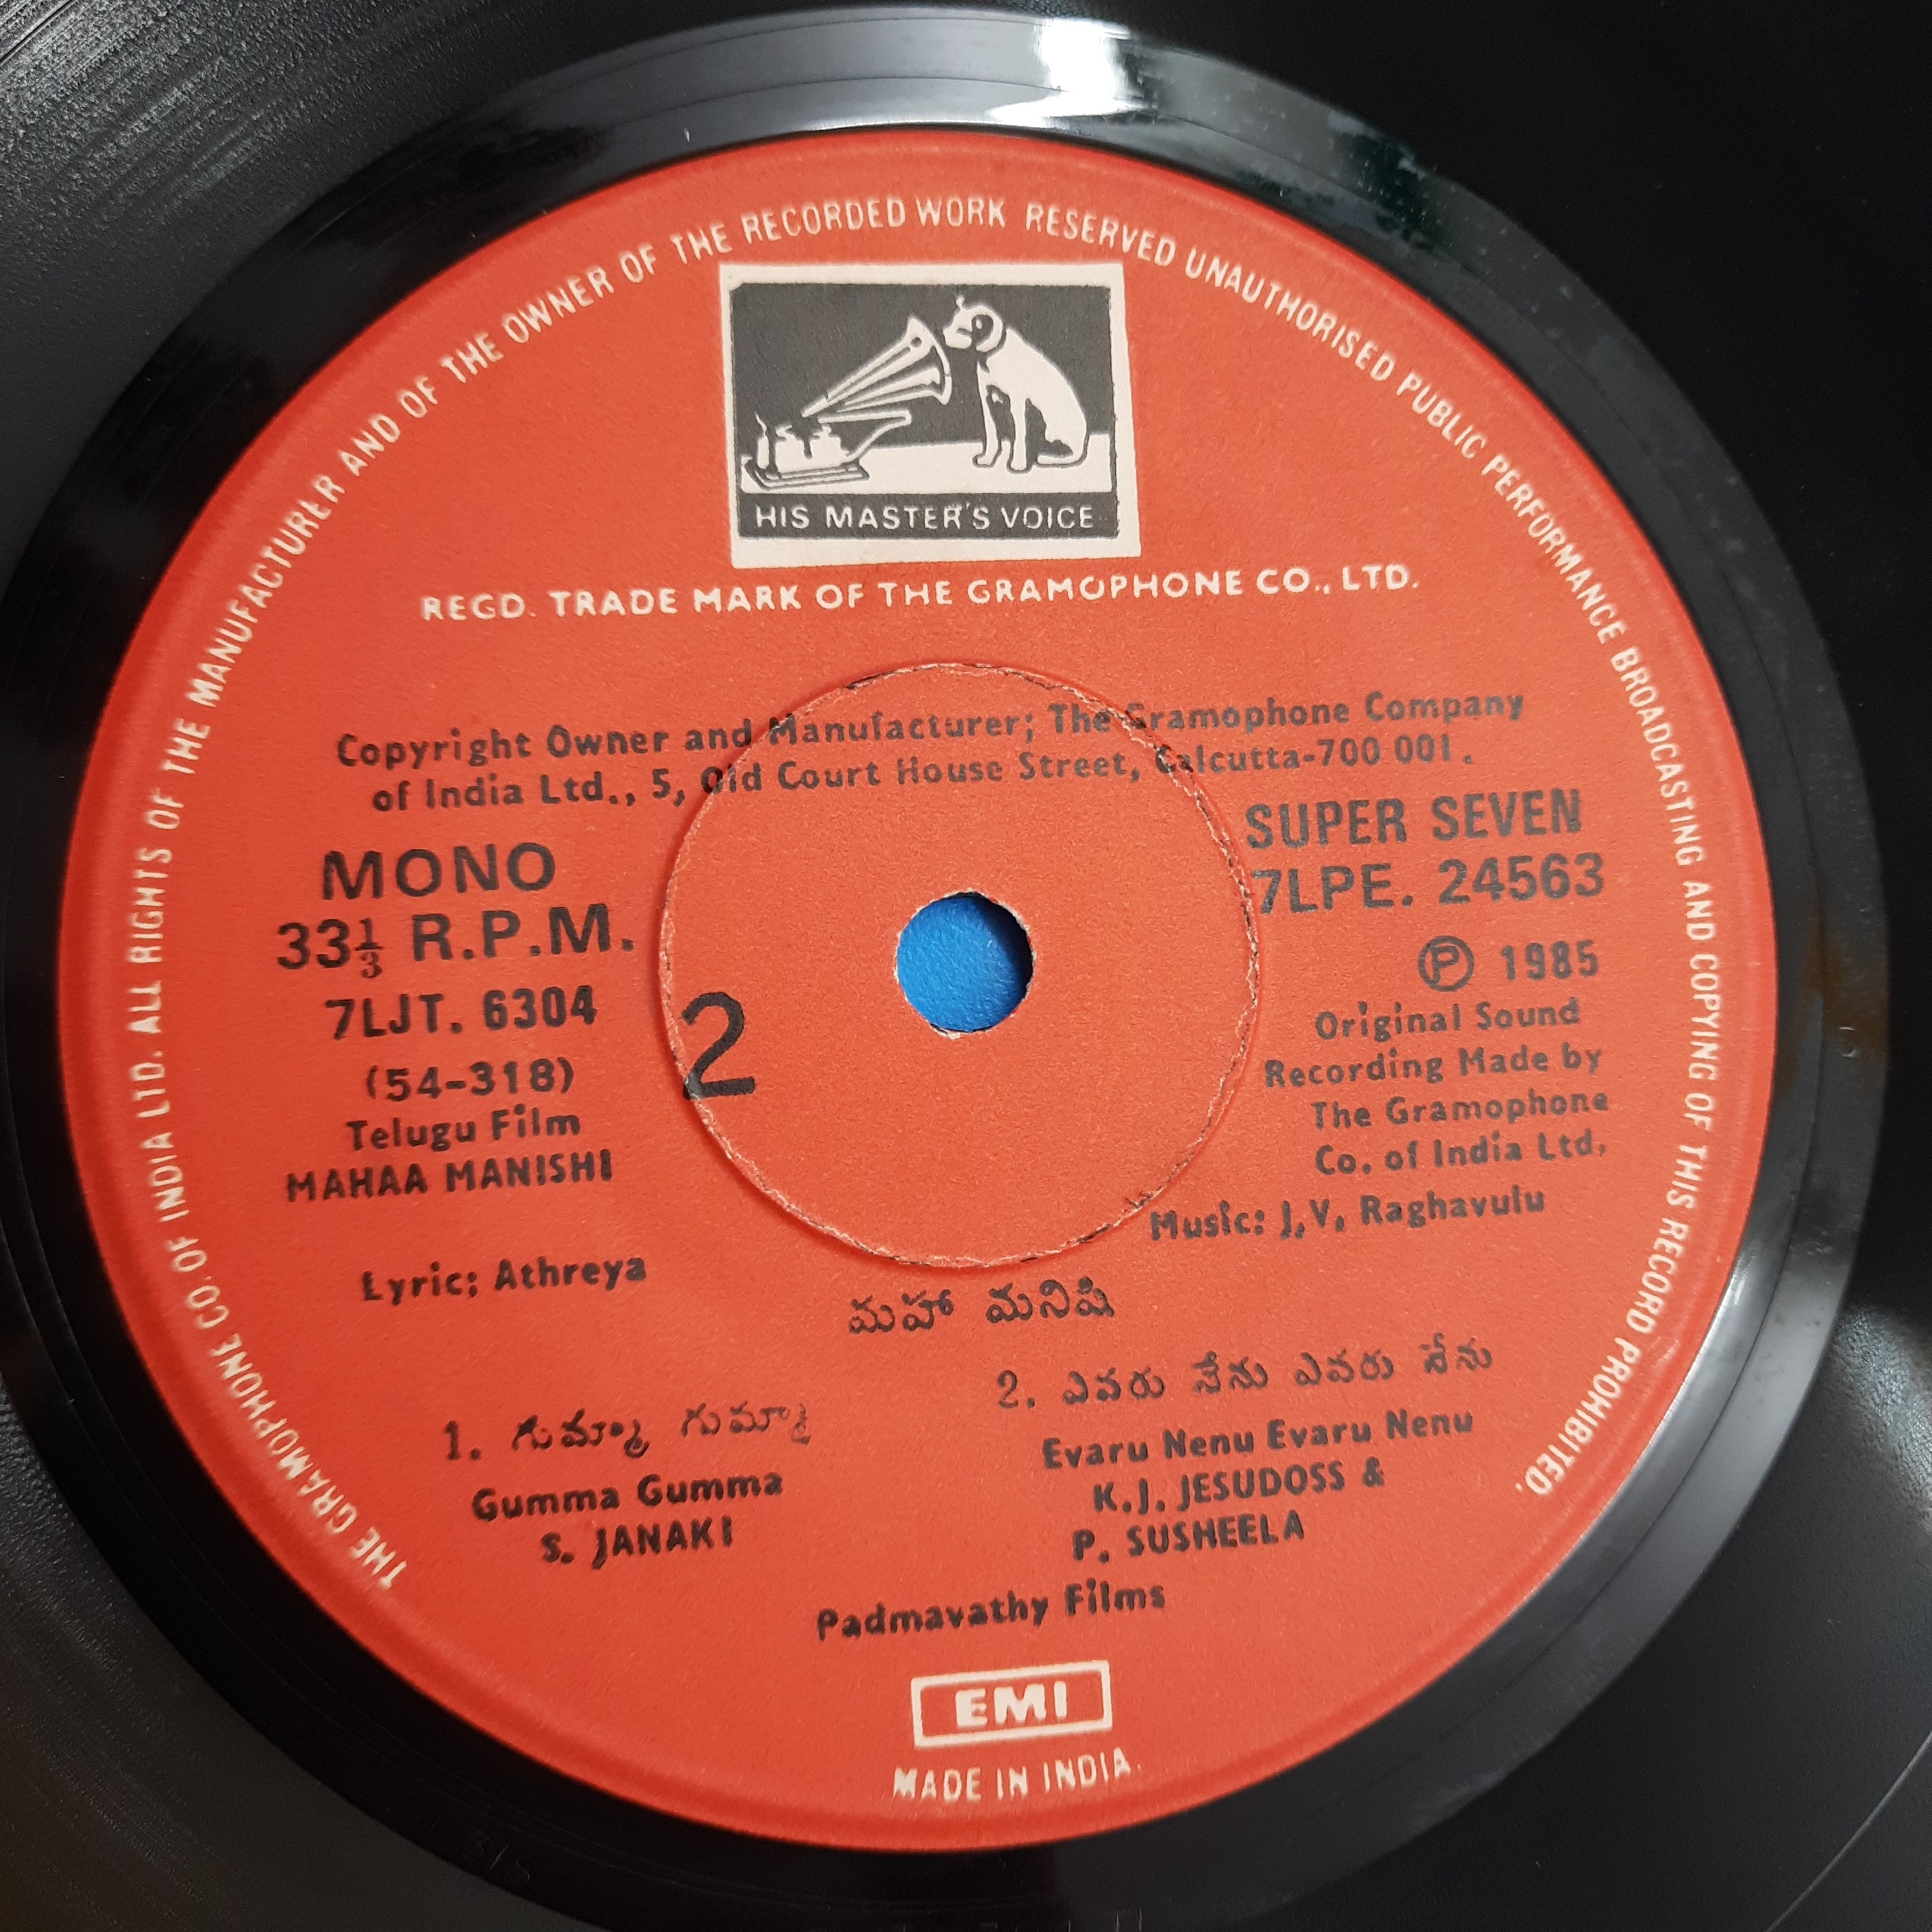 THE GRAMOPHONE CO. OF INDIA LTD. ALL RIGHTS OF THE MANUFACTURER AND OF THE OWNER OF THE RECORDED WORK RESERVED UNAUTHORISED PUBLIC PERFORMANCE BROADCASTING AND COPYING OF THIS RECORD PROHIBITED.
HIS MASTER'S VOICE
REGD. TRADE MARK OF THE GRAMOPHONE CO., LTD.
Copyright Owner and Manufacturer; The Gramophone Company
of India Ltd., 5, Old Court House Street, Calcutta-700 001.
MONO
33⅓ R.P.M.
7LJT. 6304
(54-318)
Telugu Film
MAHAA MANISHI
Lyric; Athreya
2
SUPER SEVEN
7LPE. 24563
Ⓟ 1985
Original Sound
Recording Made by
The Gramophone
Co. of India Ltd.
Music: J.V. Raghavulu
మహా మనిషి
1. గుమ్మా గుమ్మా
Gumma Gumma
S. JANAKI
2. ఎవరు నేను ఎవరు నేను
Evaru Nenu Evaru Nenu
K.J. JESUDOSS &
P. SUSHEELA
Padmavathy Films
EMI
MADE IN INDIA.